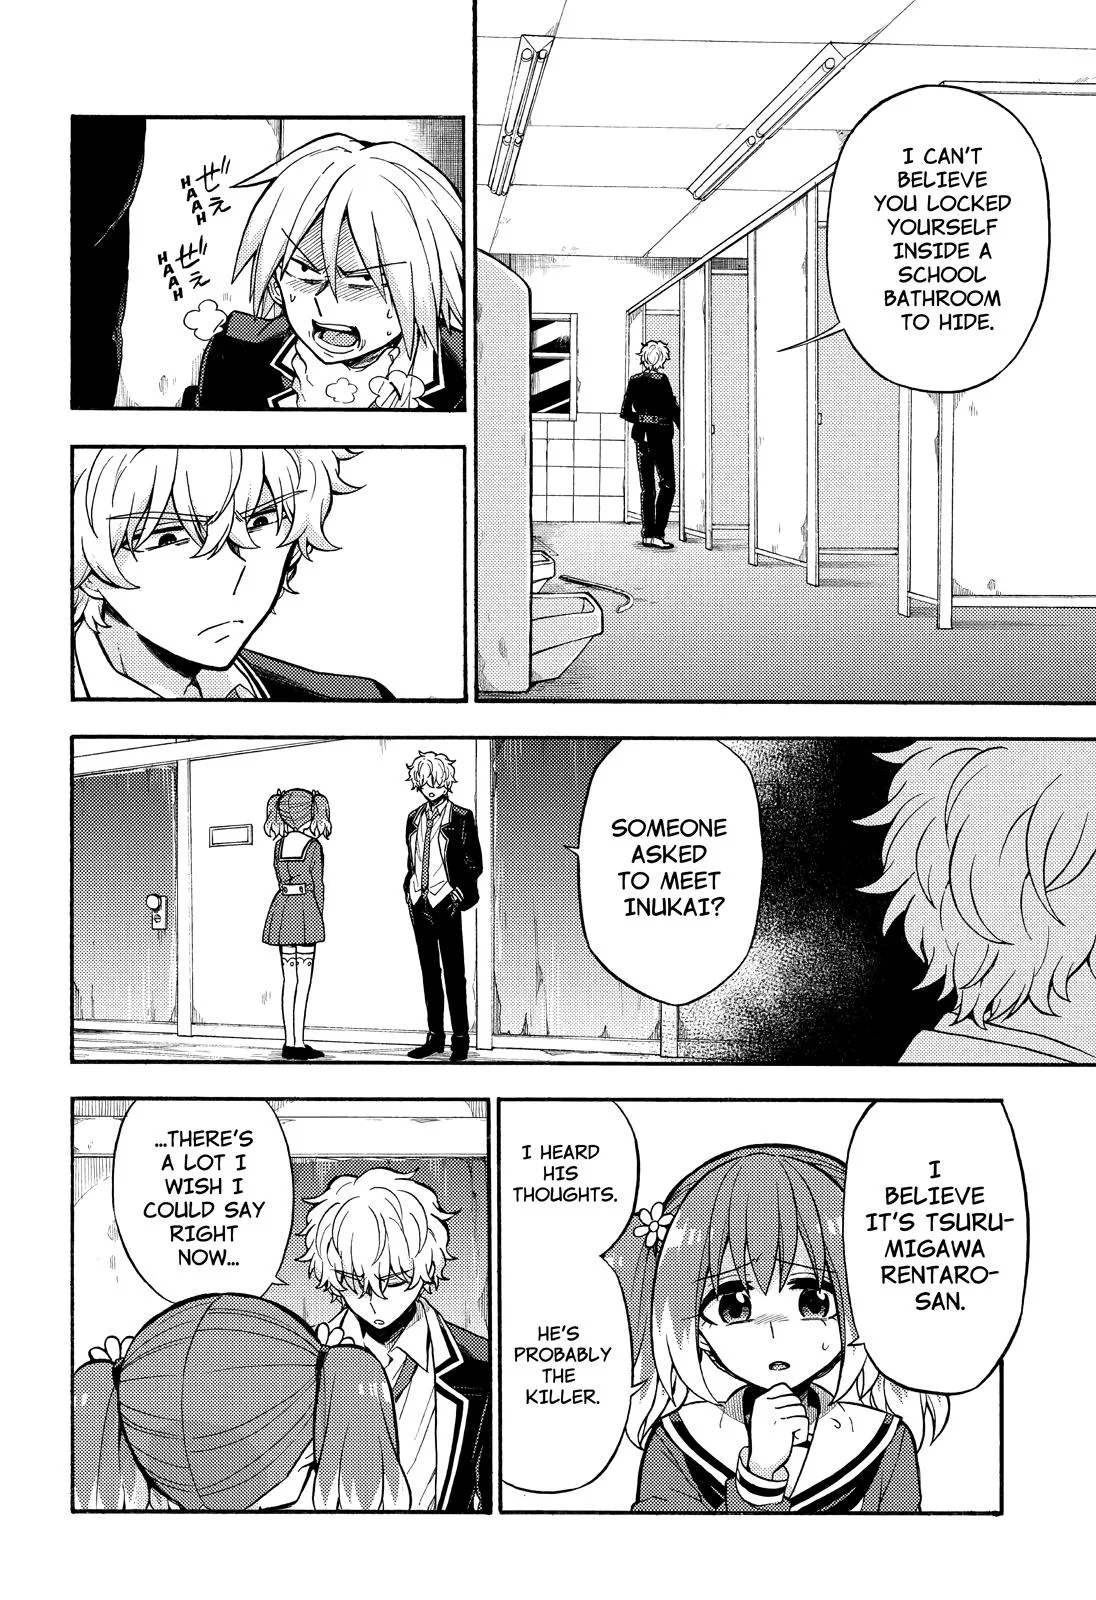 I CAN'T
BELIEVE
YOU LOCKED
YOURSELF
INSIDE A
SCHOOL
BATHROOM
TO HIDE.
ぜぇ
HAAH
ぜぇ
HAAH
SOMEONE
ASKED
TO MEET
INUKAI?
I
BELIEVE
IT'S TSURU-
MIGAWA
RENTARO-
SAN.
I HEARD
HIS
THOUGHTS.
HE'S
PROBABLY
THE
KILLER.
...THERE'S
A LOT I
WISH I
COULD SAY
RIGHT
NOW...